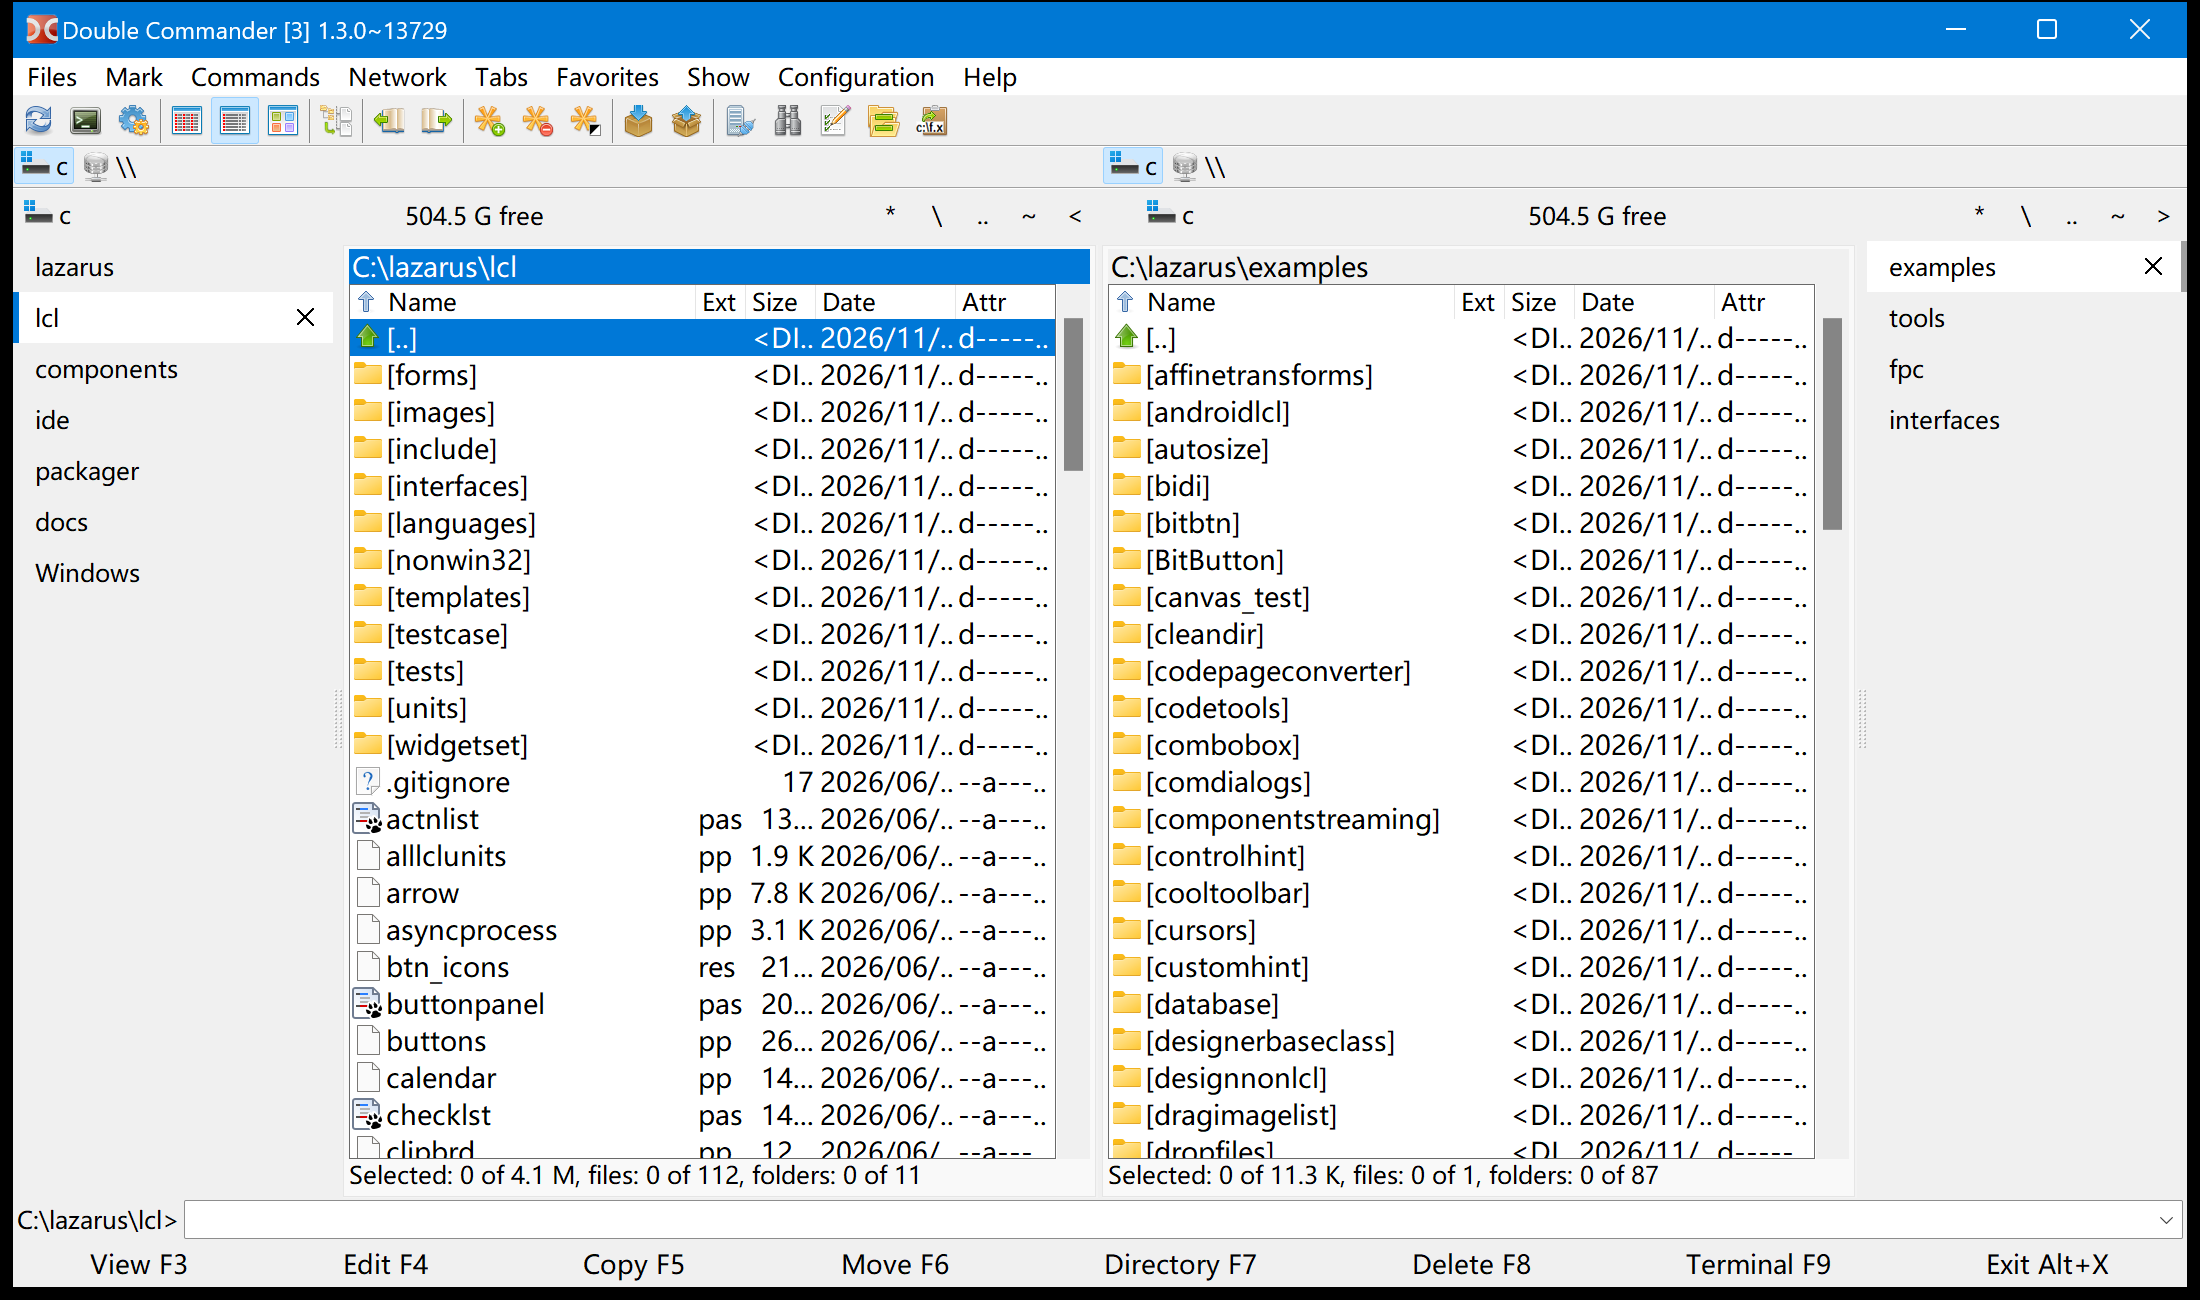 Double Commander [3] 1.3.0~13729
Files Mark Commands Network Tabs Favorites Show Configuration Help
c:\f.x
c \\
c \\
c 504.5 G free * \ .. ~ <
c 504.5 G free * \ .. ~ >
lazarus
lcl
components
ide
packager
docs
Windows
C:\lazarus\lcl
Name Ext Size Date Attr
[..] <DI.. 2026/11/.. d-----..
[forms] <DI.. 2026/11/.. d-----..
[images] <DI.. 2026/11/.. d-----..
[include] <DI.. 2026/11/.. d-----..
[interfaces] <DI.. 2026/11/.. d-----..
[languages] <DI.. 2026/11/.. d-----..
[nonwin32] <DI.. 2026/11/.. d-----..
[templates] <DI.. 2026/11/.. d-----..
[testcase] <DI.. 2026/11/.. d-----..
[tests] <DI.. 2026/11/.. d-----..
[units] <DI.. 2026/11/.. d-----..
[widgetset] <DI.. 2026/11/.. d-----..
.gitignore 17 2026/06/.. --a---..
actnlist pas 13... 2026/06/.. --a---..
alllclunits pp 1.9 K 2026/06/.. --a---..
arrow pp 7.8 K 2026/06/.. --a---..
asyncprocess pp 3.1 K 2026/06/.. --a---..
btn_icons res 21... 2026/06/.. --a---..
buttonpanel pas 20... 2026/06/.. --a---..
buttons pp 26... 2026/06/.. --a---..
calendar pp 14... 2026/06/.. --a---..
checklst pas 14... 2026/06/.. --a---..
clipbrd pp 12... 2026/06/.. --a---..
Selected: 0 of 4.1 M, files: 0 of 112, folders: 0 of 11
C:\lazarus\examples
Name Ext Size Date Attr
[..] <DI.. 2026/11/.. d-----..
[affinetransforms] <DI.. 2026/11/.. d-----..
[androidlcl] <DI.. 2026/11/.. d-----..
[autosize] <DI.. 2026/11/.. d-----..
[bidi] <DI.. 2026/11/.. d-----..
[bitbtn] <DI.. 2026/11/.. d-----..
[BitButton] <DI.. 2026/11/.. d-----..
[canvas_test] <DI.. 2026/11/.. d-----..
[cleandir] <DI.. 2026/11/.. d-----..
[codepageconverter] <DI.. 2026/11/.. d-----..
[codetools] <DI.. 2026/11/.. d-----..
[combobox] <DI.. 2026/11/.. d-----..
[comdialogs] <DI.. 2026/11/.. d-----..
[componentstreaming] <DI.. 2026/11/.. d-----..
[controlhint] <DI.. 2026/11/.. d-----..
[cooltoolbar] <DI.. 2026/11/.. d-----..
[cursors] <DI.. 2026/11/.. d-----..
[customhint] <DI.. 2026/11/.. d-----..
[database] <DI.. 2026/11/.. d-----..
[designerbaseclass] <DI.. 2026/11/.. d-----..
[designnonlcl] <DI.. 2026/11/.. d-----..
[dragimagelist] <DI.. 2026/11/.. d-----..
[dropfiles] <DI.. 2026/11/.. d-----..
Selected: 0 of 11.3 K, files: 0 of 1, folders: 0 of 87
examples
tools
fpc
interfaces
C:\lazarus\lcl>
View F3 Edit F4 Copy F5 Move F6 Directory F7 Delete F8 Terminal F9 Exit Alt+X